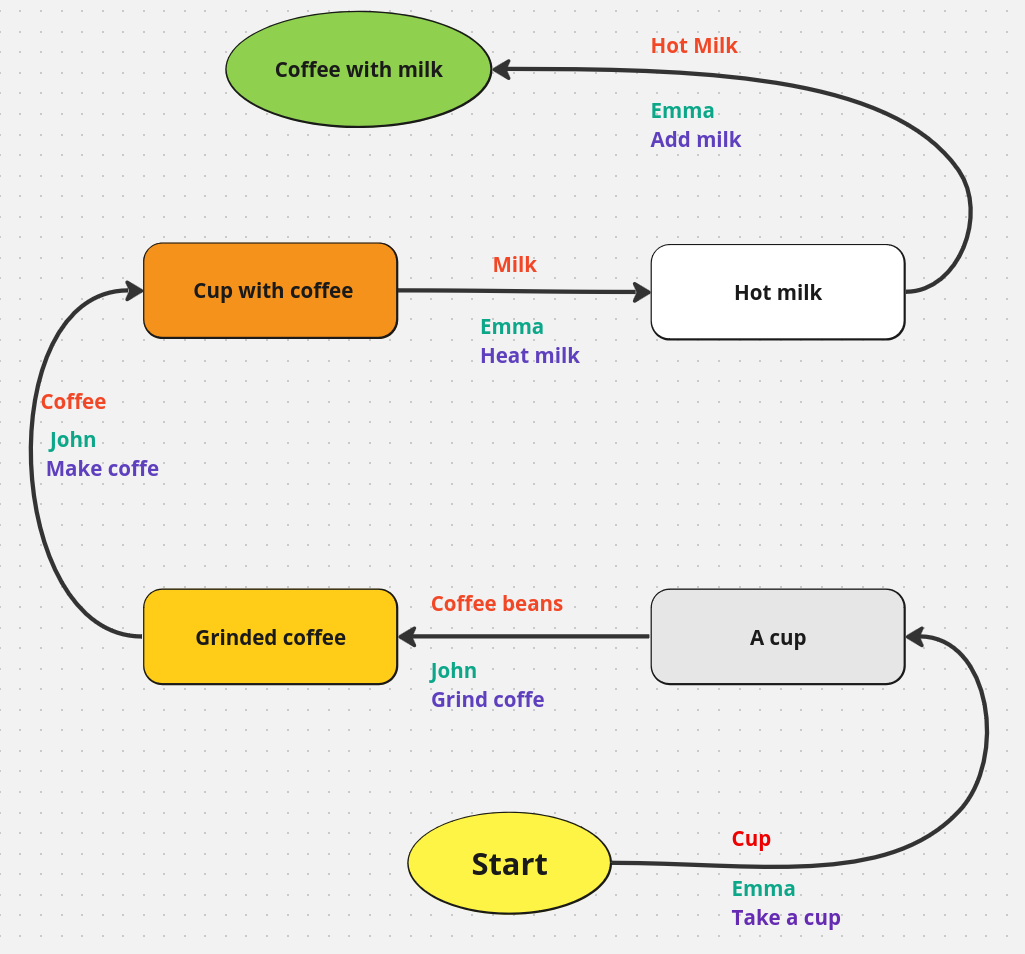 Coffee with milk
Hot Milk
Emma
Add milk
Cup with coffee
Milk
Emma
Heat milk
Hot milk
Coffee
John
Make coffe
Grinded coffee
Coffee beans
John
Grind coffe
A cup
Start
Cup
Emma
Take a cup